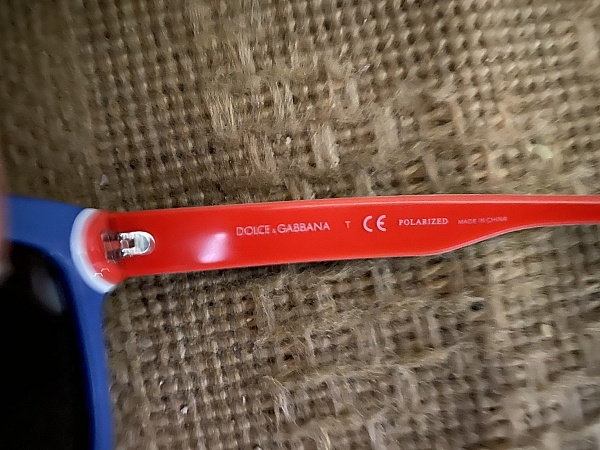 DOLCE & GABBANA T CE POLARIZED MADE IN CHINA